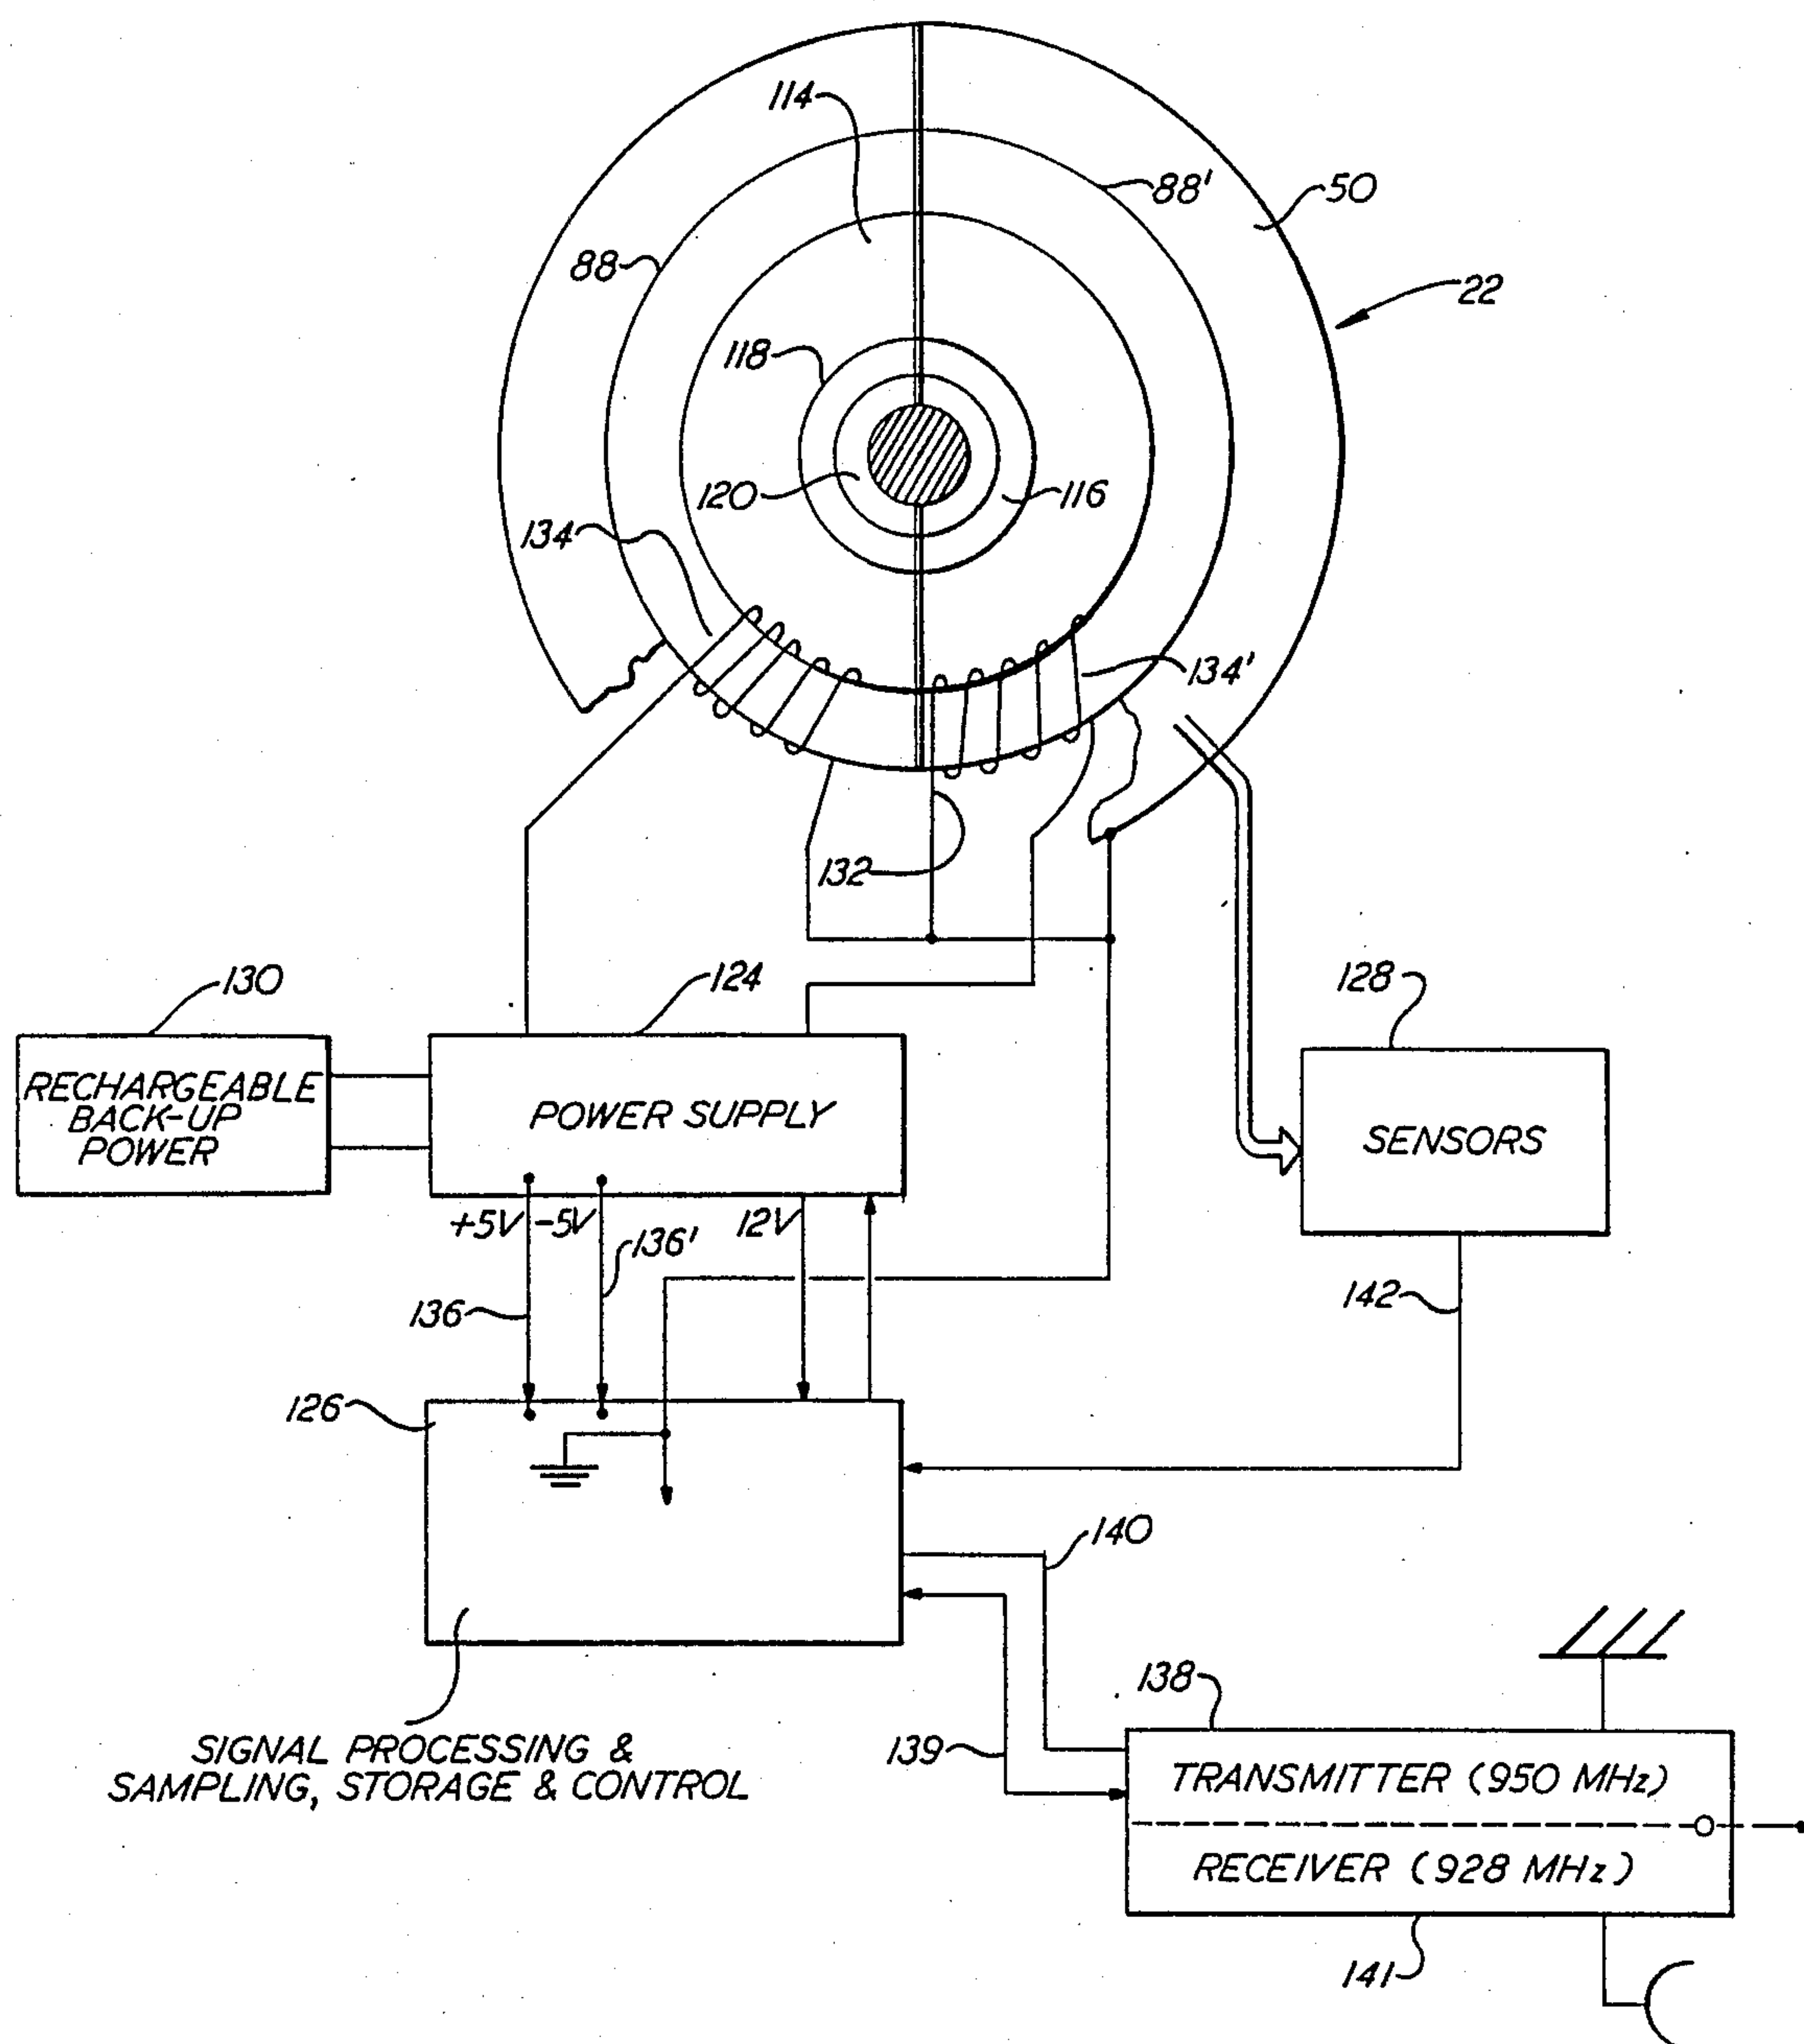 114
88'
50
88
22
118
120
116
134
134'
132
130
124
128
RECHARGEABLE
BACK-UP
POWER
POWER SUPPLY
SENSORS
+5V
-5V
12V
136'
136
142
126
140
138
SIGNAL PROCESSING &
SAMPLING, STORAGE & CONTROL
139
TRANSMITTER (950 MHz)
RECEIVER (928 MHz)
141